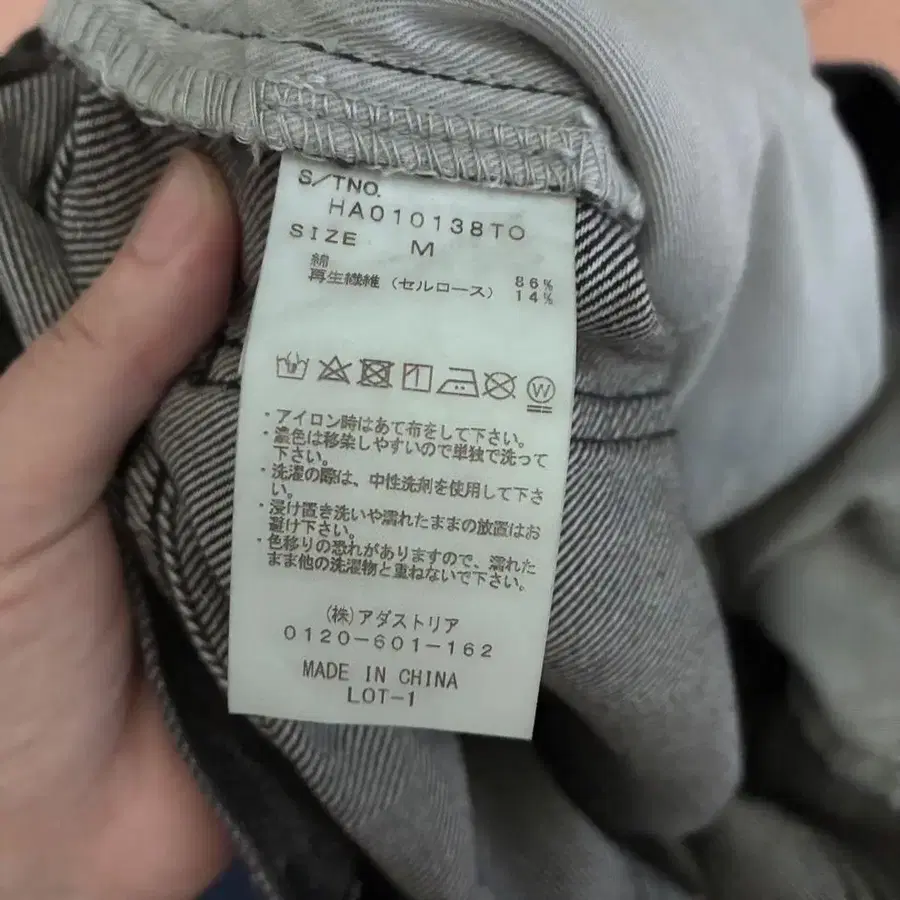 S/TNO.
HA010138TO
SIZE M
綿 86%
再生繊維(セルロース) 14%
W
・アイロン時はあて布をして下さい。
・濃色は移染しやすいので単独で洗って
下さい。
・洗濯の際は、中性洗剤を使用して下さ
い。
・浸け置き洗いや濡れたままの放置はお
避け下さい。
・色移りの恐れがありますので、濡れた
まま他の洗濯物と重ねないで下さい。
(株)アダストリア
0120-601-162
MADE IN CHINA
LOT-1